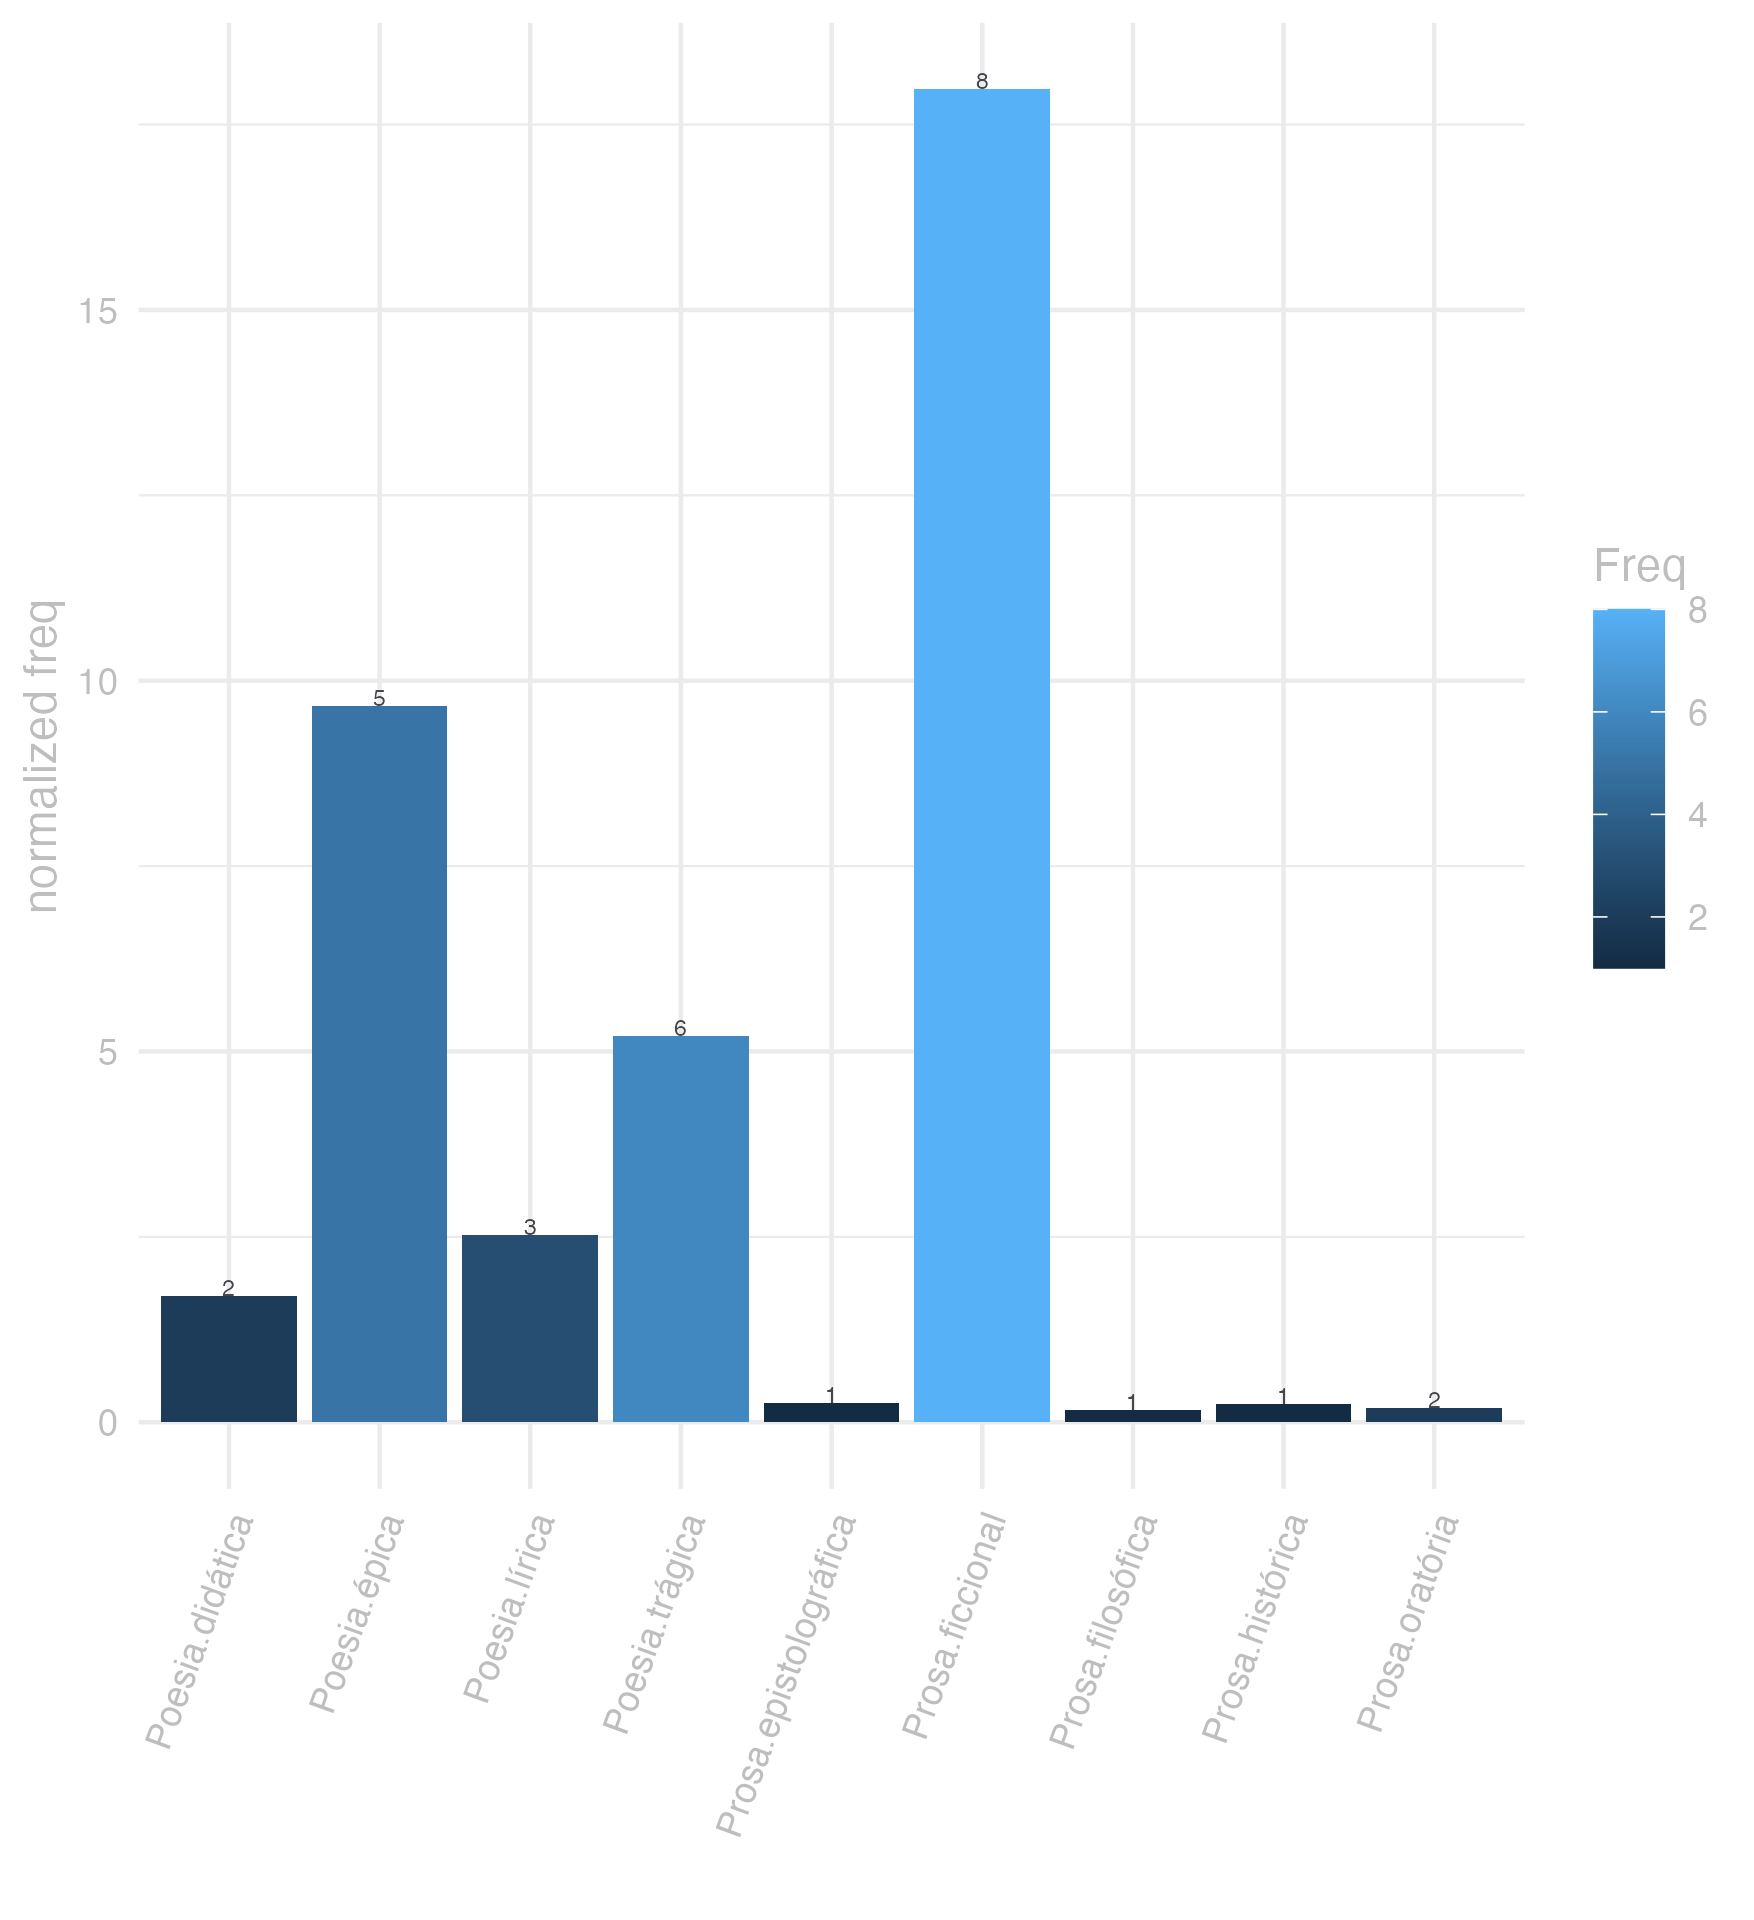 normalized freq
15
10
5
0
2
5
3
6
1
8
1
1
2
Poesia.didática
Poesia.épica
Poesia.lírica
Poesia.trágica
Prosa.epistolográfica
Prosa.ficcional
Prosa.filosófica
Prosa.histórica
Prosa.oratória
Freq
8
6
4
2